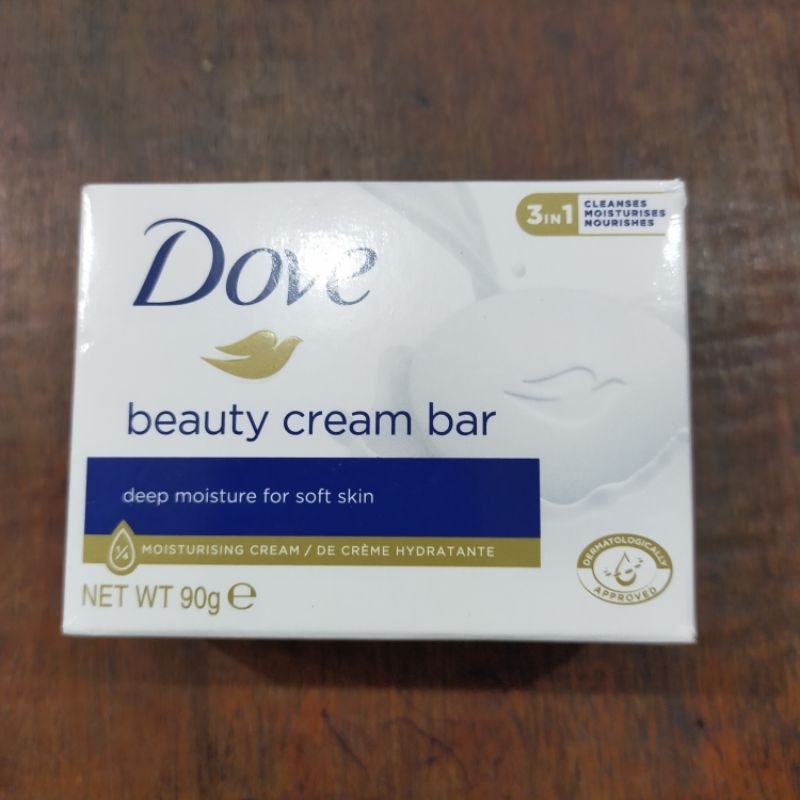 Dove
3IN1
CLEANSES
MOISTURISES
NOURISHES
beauty cream bar
deep moisture for soft skin
¼ MOISTURISING CREAM / DE CRÈME HYDRATANTE
NET WT 90g ℮
DERMATOLOGICALLY
APPROVED